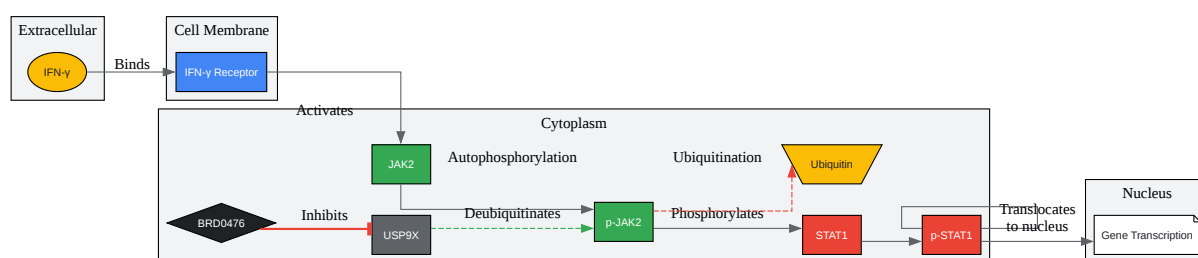 Extracellular
Cell Membrane
IFN-γ
Binds
IFN-γ Receptor
Activates
Cytoplasm
JAK2
Autophosphorylation
Ubiquitination
Ubiquitin
BRD0476
Inhibits
USP9X
Deubiquitinates
p-JAK2
Phosphorylates
STAT1
p-STAT1
Translocates
to nucleus
Nucleus
Gene Transcription